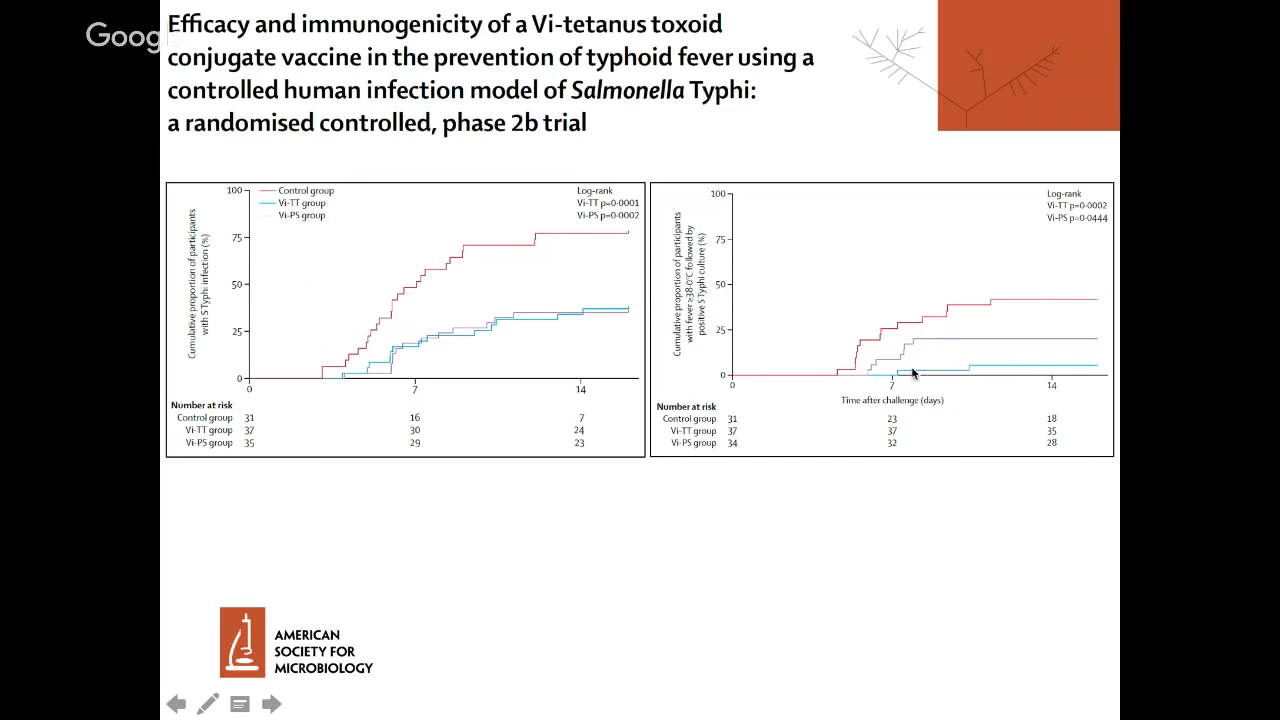 Google
Efficacy and immunogenicity of a Vi-tetanus toxoid
conjugate vaccine in the prevention of typhoid fever using a
controlled human infection model of Salmonella Typhi:
a randomised controlled, phase 2b trial
Cumulative proportion of participants
with S Typhi infection (%)
100
75
50
25
0
Control group
Vi-TT group
Vi-PS group
Log-rank
Vi-TT p=0·0001
Vi-PS p=0·0002
0 7 14
Number at risk
Control group 31 16 7
Vi-TT group 37 30 24
Vi-PS group 35 29 23
Cumulative proportion of participants
with fever ≥38·0°C followed by
positive S Typhi culture (%)
100
75
50
25
0
Log-rank
Vi-TT p=0·0002
Vi-PS p=0·0444
0 7 14
Time after challenge (days)
Number at risk
Control group 31 23 18
Vi-TT group 37 37 35
Vi-PS group 34 32 28
AMERICAN
SOCIETY FOR
MICROBIOLOGY